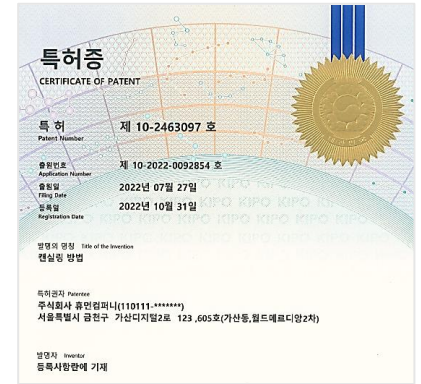 특허증
CERTIFICATE OF PATENT
특 허 제 10-2463097 호
Patent Number
출원번호 제 10-2022-0092854 호
Application Number
출원일 2022년 07월 27일
Filing Date
등록일 2022년 10월 31일
Registration Date
발명의 명칭 Title of the Invention
캔실링 방법
특허권자 Patentee
주식회사 휴먼컴퍼니(110111-*******)
서울특별시 금천구 가산디지털2로 123 ,605호(가산동,월드메르디앙2차)
발명자 Inventor
등록사항란에 기재